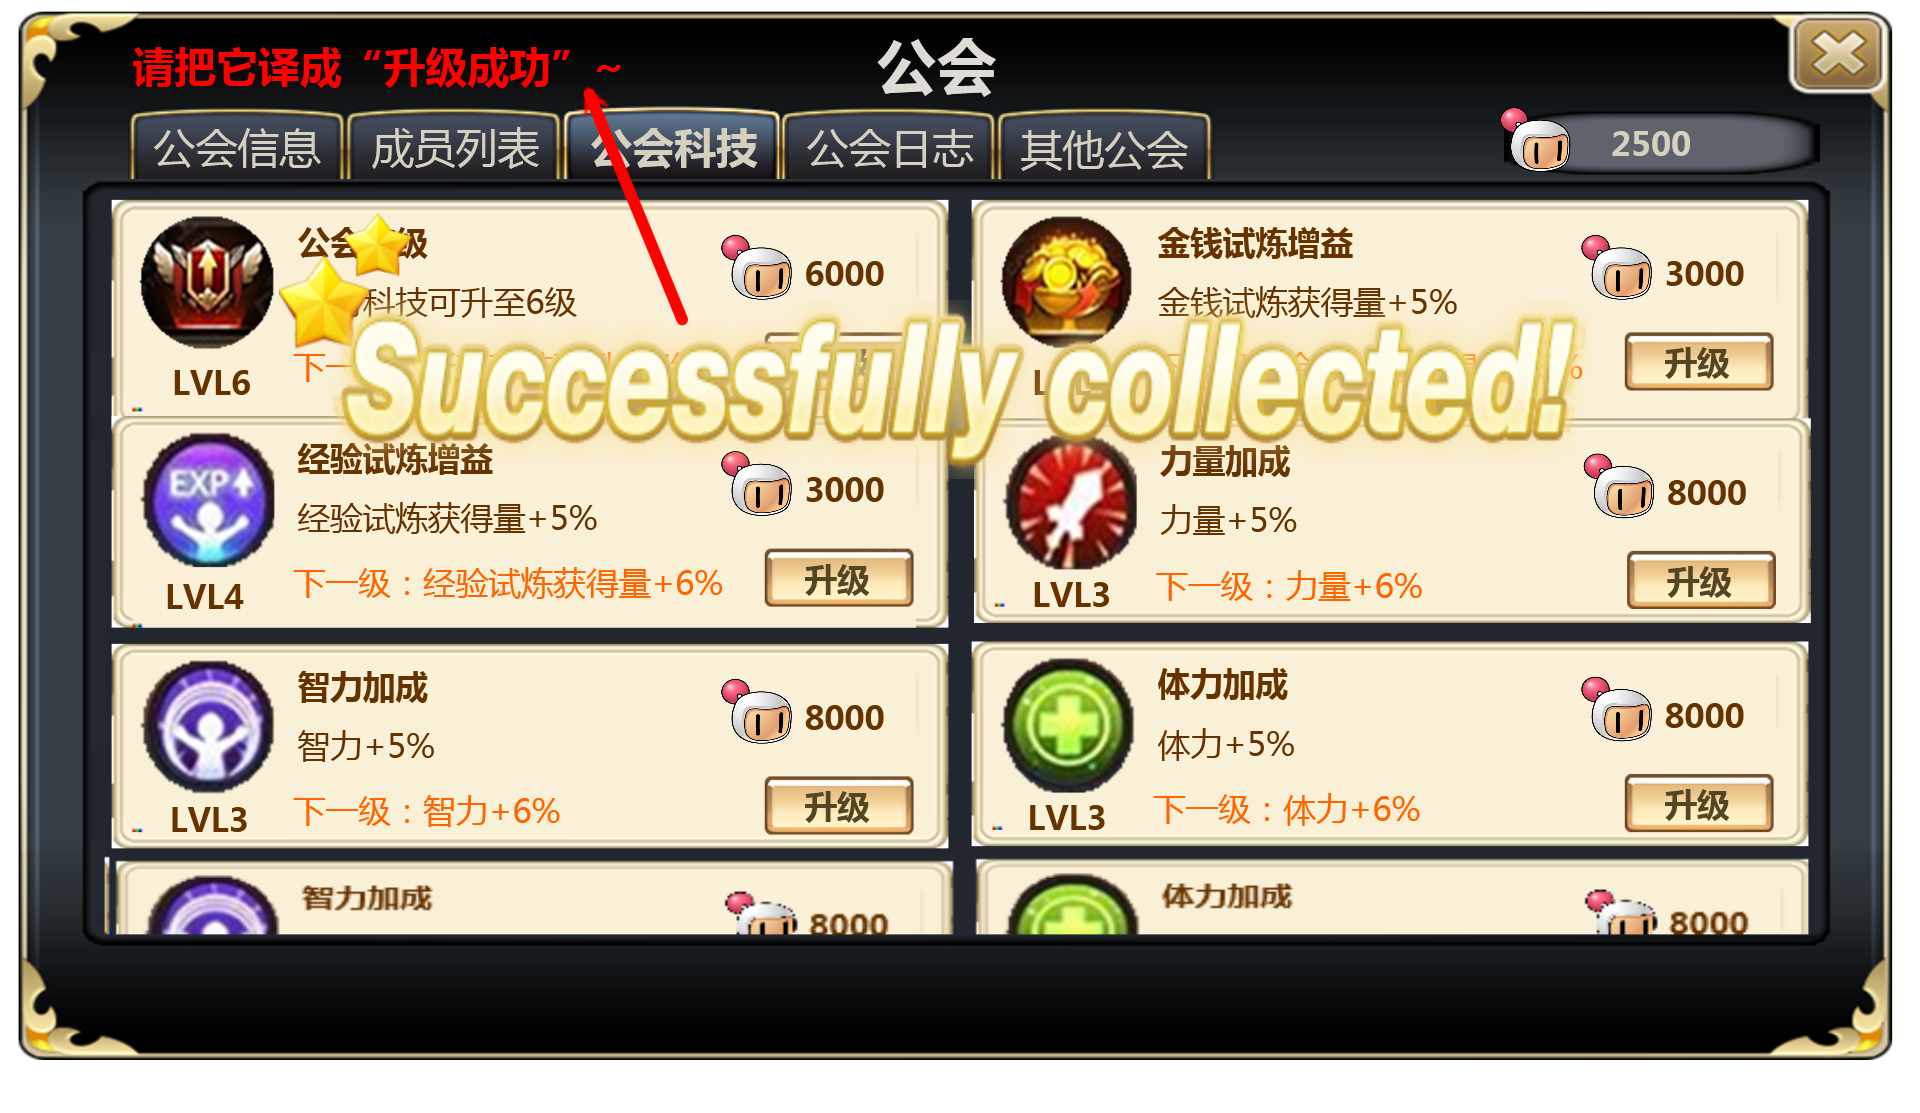 请把它译成“升级成功”~
公会
公会信息
成员列表
公会科技
公会日志
其他公会
2500
科技可升至6级
6000
LVL6
下一
Successfully collected!
金钱试炼增益
金钱试炼获得量+5%
3000
升级
经验试炼增益
经验试炼获得量+5%
3000
EXP
LVL4
下一级：经验试炼获得量+6%
升级
力量加成
力量+5%
8000
LVL3
下一级：力量+6%
升级
智力加成
智力+5%
8000
LVL3
下一级：智力+6%
升级
体力加成
体力+5%
8000
LVL3
下一级：体力+6%
升级
智力加成
8000
体力加成
8000